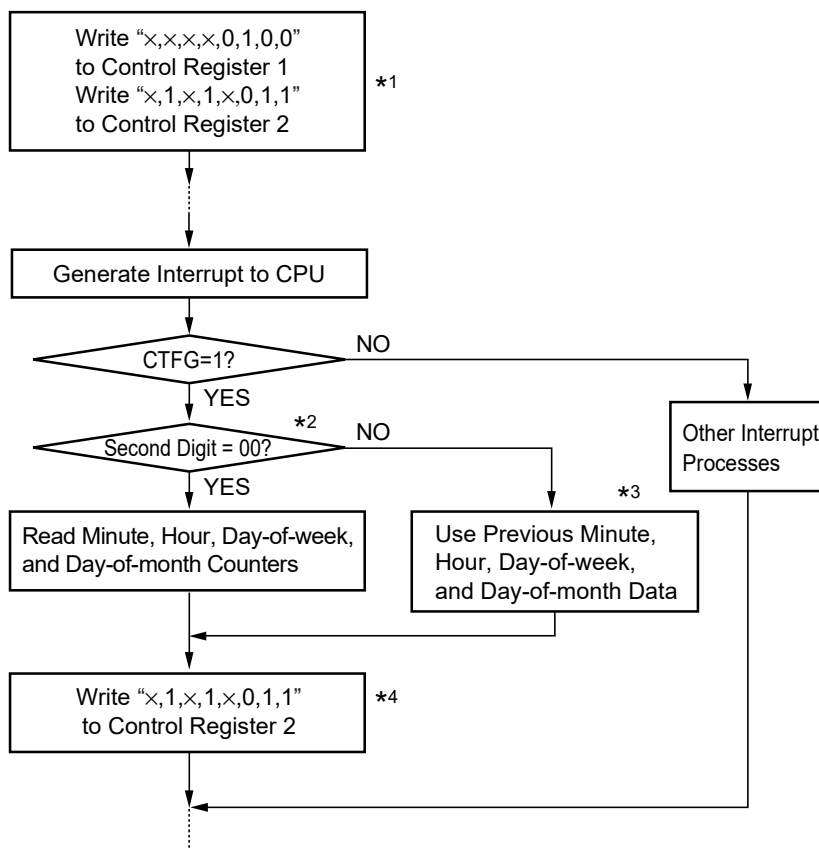 Write “×,×,×,×,0,1,0,0”
to Control Register 1
Write “×,1,×,1,×,0,1,1”
to Control Register 2
*1
Generate Interrupt to CPU
CTFG=1?
NO
YES
*2
Second Digit = 00?
NO
YES
Other Interrupt
Processes
*3
Read Minute, Hour, Day-of-week,
and Day-of-month Counters
Use Previous Minute,
Hour, Day-of-week,
and Day-of-month Data
Write “×,1,×,1,×,0,1,1”
to Control Register 2
*4